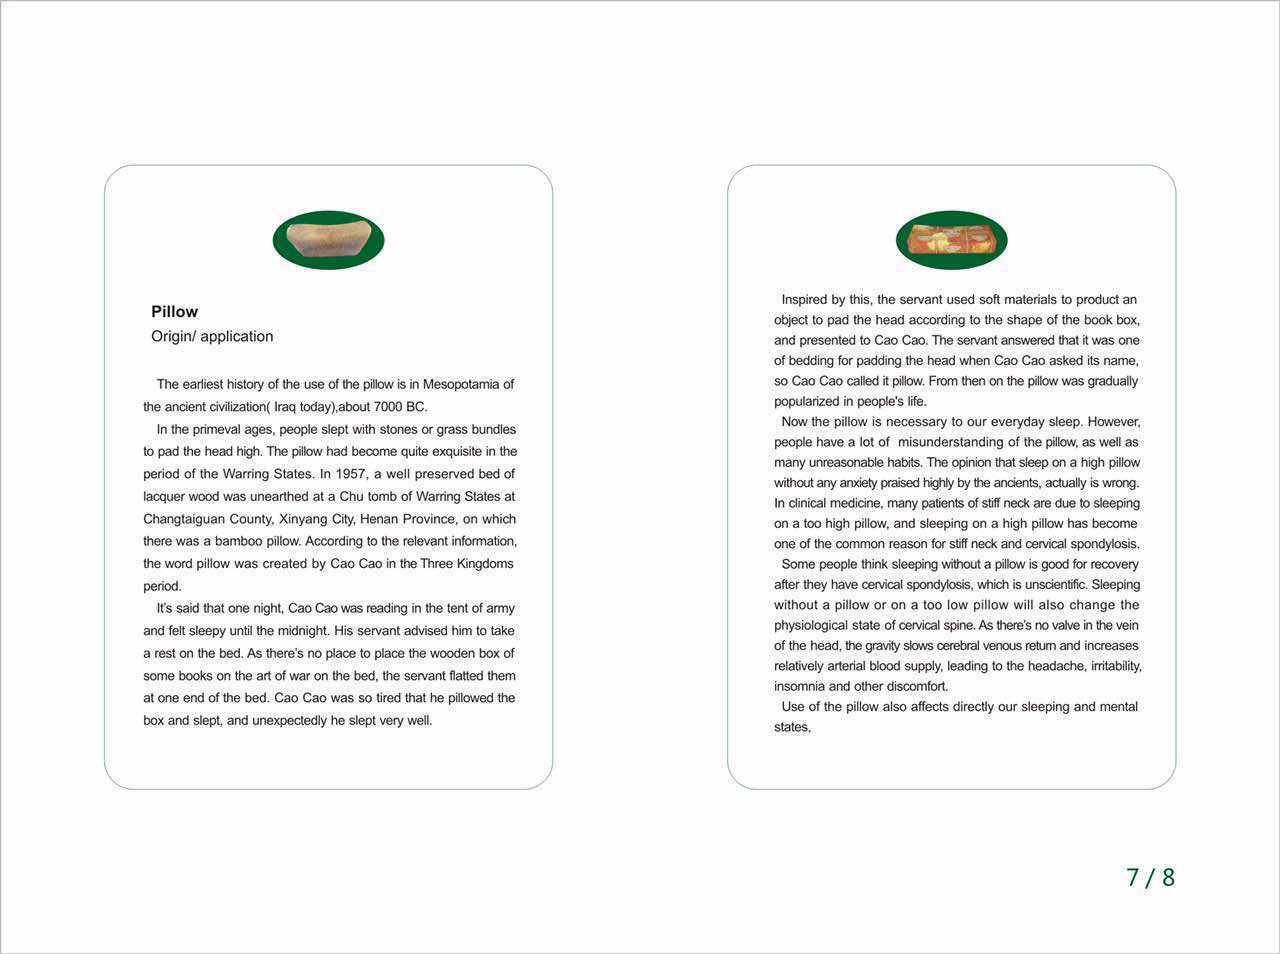 Pillow
Origin/ application
The earliest history of the use of the pillow is in Mesopotamia of
the ancient civilization( Iraq today),about 7000 BC.
In the primeval ages, people slept with stones or grass bundles
to pad the head high. The pillow had become quite exquisite in the
period of the Warring States. In 1957, a well preserved bed of
lacquer wood was unearthed at a Chu tomb of Warring States at
Changtaiguan County, Xinyang City, Henan Province, on which
there was a bamboo pillow. According to the relevant information,
the word pillow was created by Cao Cao in the Three Kingdoms
period.
It's said that one night, Cao Cao was reading in the tent of army
and felt sleepy until the midnight. His servant advised him to take
a rest on the bed. As there's no place to place the wooden box of
some books on the art of war on the bed, the servant flatted them
at one end of the bed. Cao Cao was so tired that he pillowed the
box and slept, and unexpectedly he slept very well.
Inspired by this, the servant used soft materials to product an
object to pad the head according to the shape of the book box,
and presented to Cao Cao. The servant answered that it was one
of bedding for padding the head when Cao Cao asked its name,
so Cao Cao called it pillow. From then on the pillow was gradually
popularized in people's life.
Now the pillow is necessary to our everyday sleep. However,
people have a lot of  misunderstanding of the pillow, as well as
many unreasonable habits. The opinion that sleep on a high pillow
without any anxiety praised highly by the ancients, actually is wrong.
In clinical medicine, many patients of stiff neck are due to sleeping
on a too high pillow, and sleeping on a high pillow has become
one of the common reason for stiff neck and cervical spondylosis.
Some people think sleeping without a pillow is good for recovery
after they have cervical spondylosis, which is unscientific. Sleeping
without a pillow or on a too low pillow will also change the
physiological state of cervical spine. As there's no valve in the vein
of the head, the gravity slows cerebral venous return and increases
relatively arterial blood supply, leading to the headache, irritability,
insomnia and other discomfort.
Use of the pillow also affects directly our sleeping and mental
states,
7 / 8